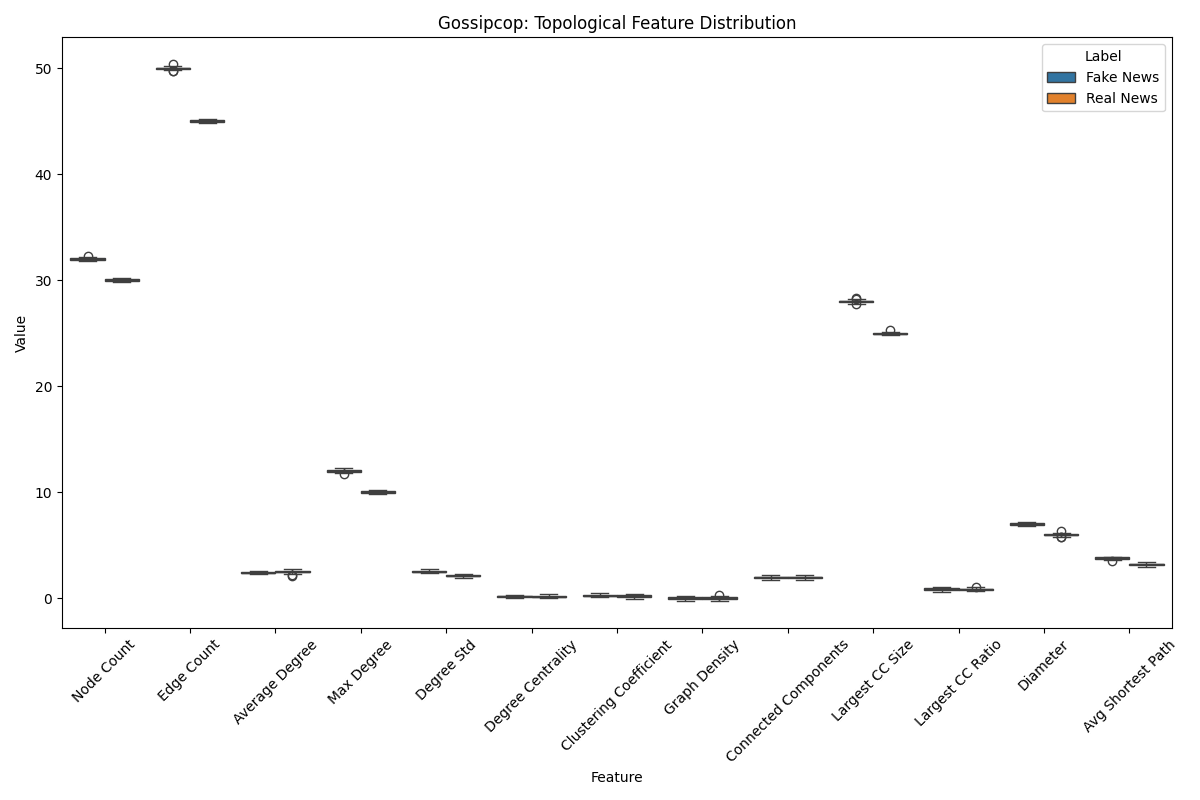 Gossipcop: Topological Feature Distribution
Label
Fake News
Real News
Value
50
40
30
20
10
0
Node Count
Edge Count
Average Degree
Max Degree
Degree Std
Degree Centrality
Clustering Coefficient
Graph Density
Connected Components
Largest CC Size
Largest CC Ratio
Diameter
Avg Shortest Path
Feature